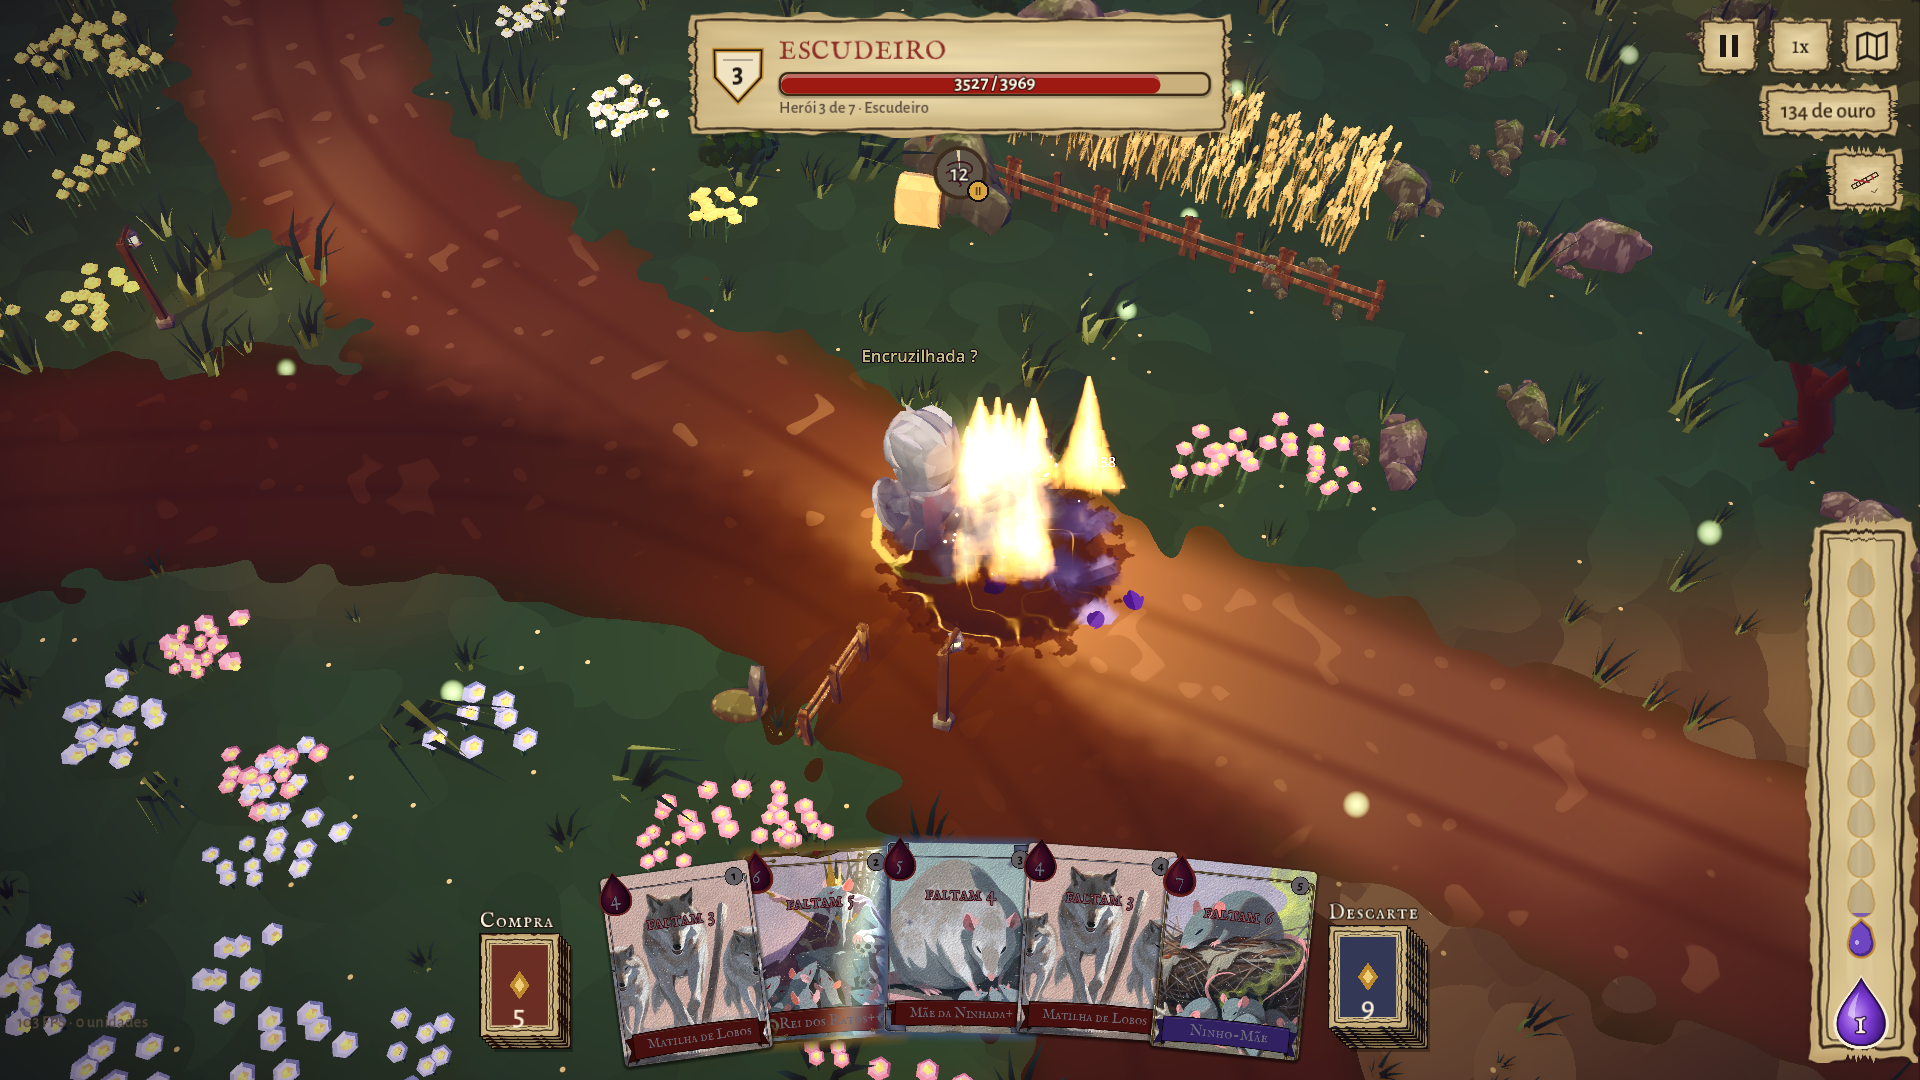 ESCUDEIRO
3
3527/3969
Herói 3 de 7 · Escudeiro
1x
134 de ouro
12
Encruzilhada ?
COMPRA
5
4
1
FALTAM 3
MATILHA DE LOBOS
6
2
FALTAM 5
5
3
FALTAM 4
MÃE DA NINHADA+
4
4
FALTAM 3
MATILHA DE LOBOS
7
5
FALTAM 6
NINHO-MÃE
DESCARTE
9
1